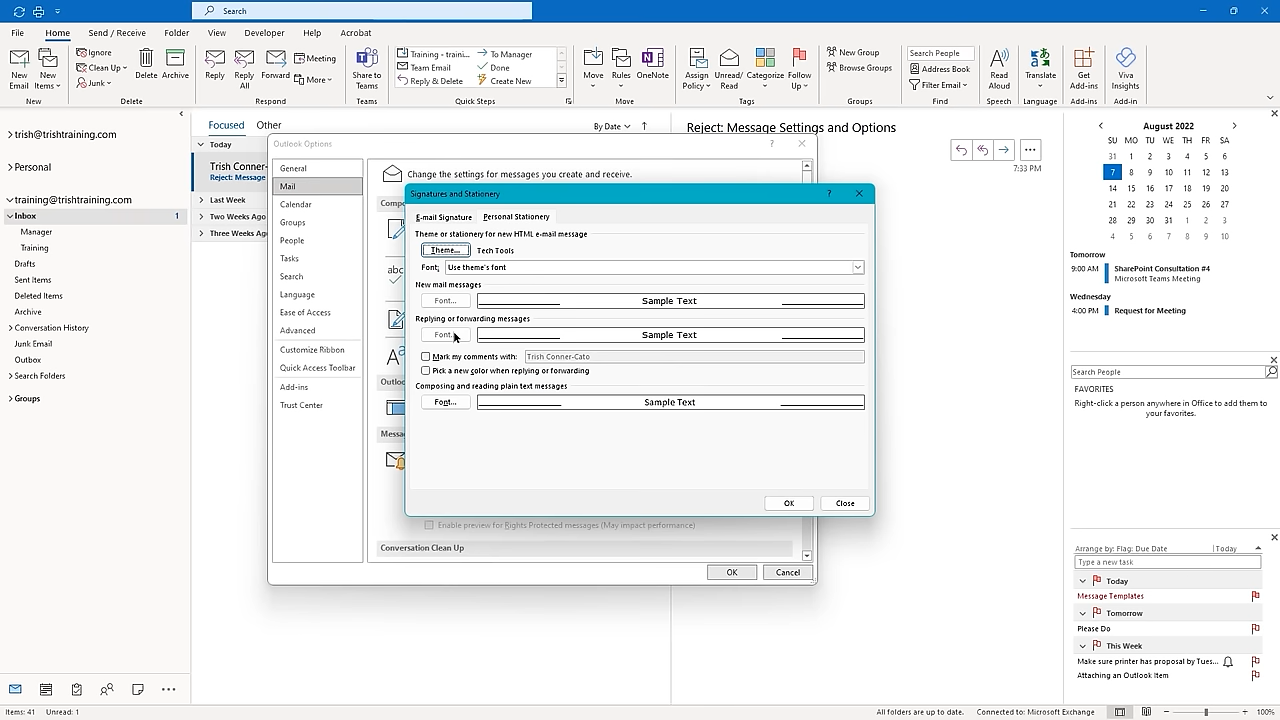 Search
File
Home
Send / Receive
Folder
View
Developer
Help
Acrobat
New
Email
New
Items
Ignore
Clean Up
Junk
Delete
Archive
Reply
Reply
All
Forward
Meeting
More
Share to
Teams
Training - traini...
Team Email
Reply & Delete
To Manager
Done
Create New
Move
Rules
OneNote
Assign
Policy
Unread/
Read
Categorize
Follow
Up
New Group
Browse Groups
Search People
Address Book
Filter Email
Read
Aloud
Translate
Get
Add-ins
Viva
Insights
New
Delete
Respond
Teams
Quick Steps
Move
Tags
Groups
Find
Speech
Language
Add-ins
Add-in
trish@trishtraining.com
Personal
training@trishtraining.com
Inbox 1
Manager
Training
Drafts
Sent Items
Deleted Items
Archive
Conversation History
Junk Email
Outbox
Search Folders
Groups
Focused Other
By Date
Today
Trish Conner-
Reject: Message
Last Week
Two Weeks Ago
Three Weeks Ag
Reject: Message Settings and Options
7:33 PM
Outlook Options
? 
General
Mail
Calendar
Groups
People
Tasks
Search
Language
Ease of Access
Advanced
Customize Ribbon
Quick Access Toolbar
Add-ins
Trust Center
Change the settings for messages you create and receive.
Compo
abc
A
Outloo
Messa
Enable preview for Rights Protected messages (May impact performance)
Conversation Clean Up
OK
Cancel
Signatures and Stationery
?
E-mail Signature
Personal Stationery
Theme or stationery for new HTML e-mail message
Theme...
Tech Tools
Font:
Use theme's font
New mail messages
Font...
Sample Text
Replying or forwarding messages
Font...
Sample Text
Mark my comments with:
Trish Conner-Cato
Pick a new color when replying or forwarding
Composing and reading plain text messages
Font...
Sample Text
OK
Close
August 2022
SU MO TU WE TH FR SA
31 1 2 3 4 5 6
7 8 9 10 11 12 13
14 15 16 17 18 19 20
21 22 23 24 25 26 27
28 29 30 31 1 2 3
4 5 6 7 8 9 10
Tomorrow
9:00 AM SharePoint Consultation #4
Microsoft Teams Meeting
Wednesday
4:00 PM Request for Meeting
Search People
FAVORITES
Right-click a person anywhere in Office to add them to
your favorites.
Arrange by: Flag: Due Date Today
Type a new task
Today
Message Templates
Tomorrow
Please Do
This Week
Make sure printer has proposal by Tues...
Attaching an Outlook Item
Items: 41 Unread: 1
All folders are up to date.
Connected to: Microsoft Exchange
100%